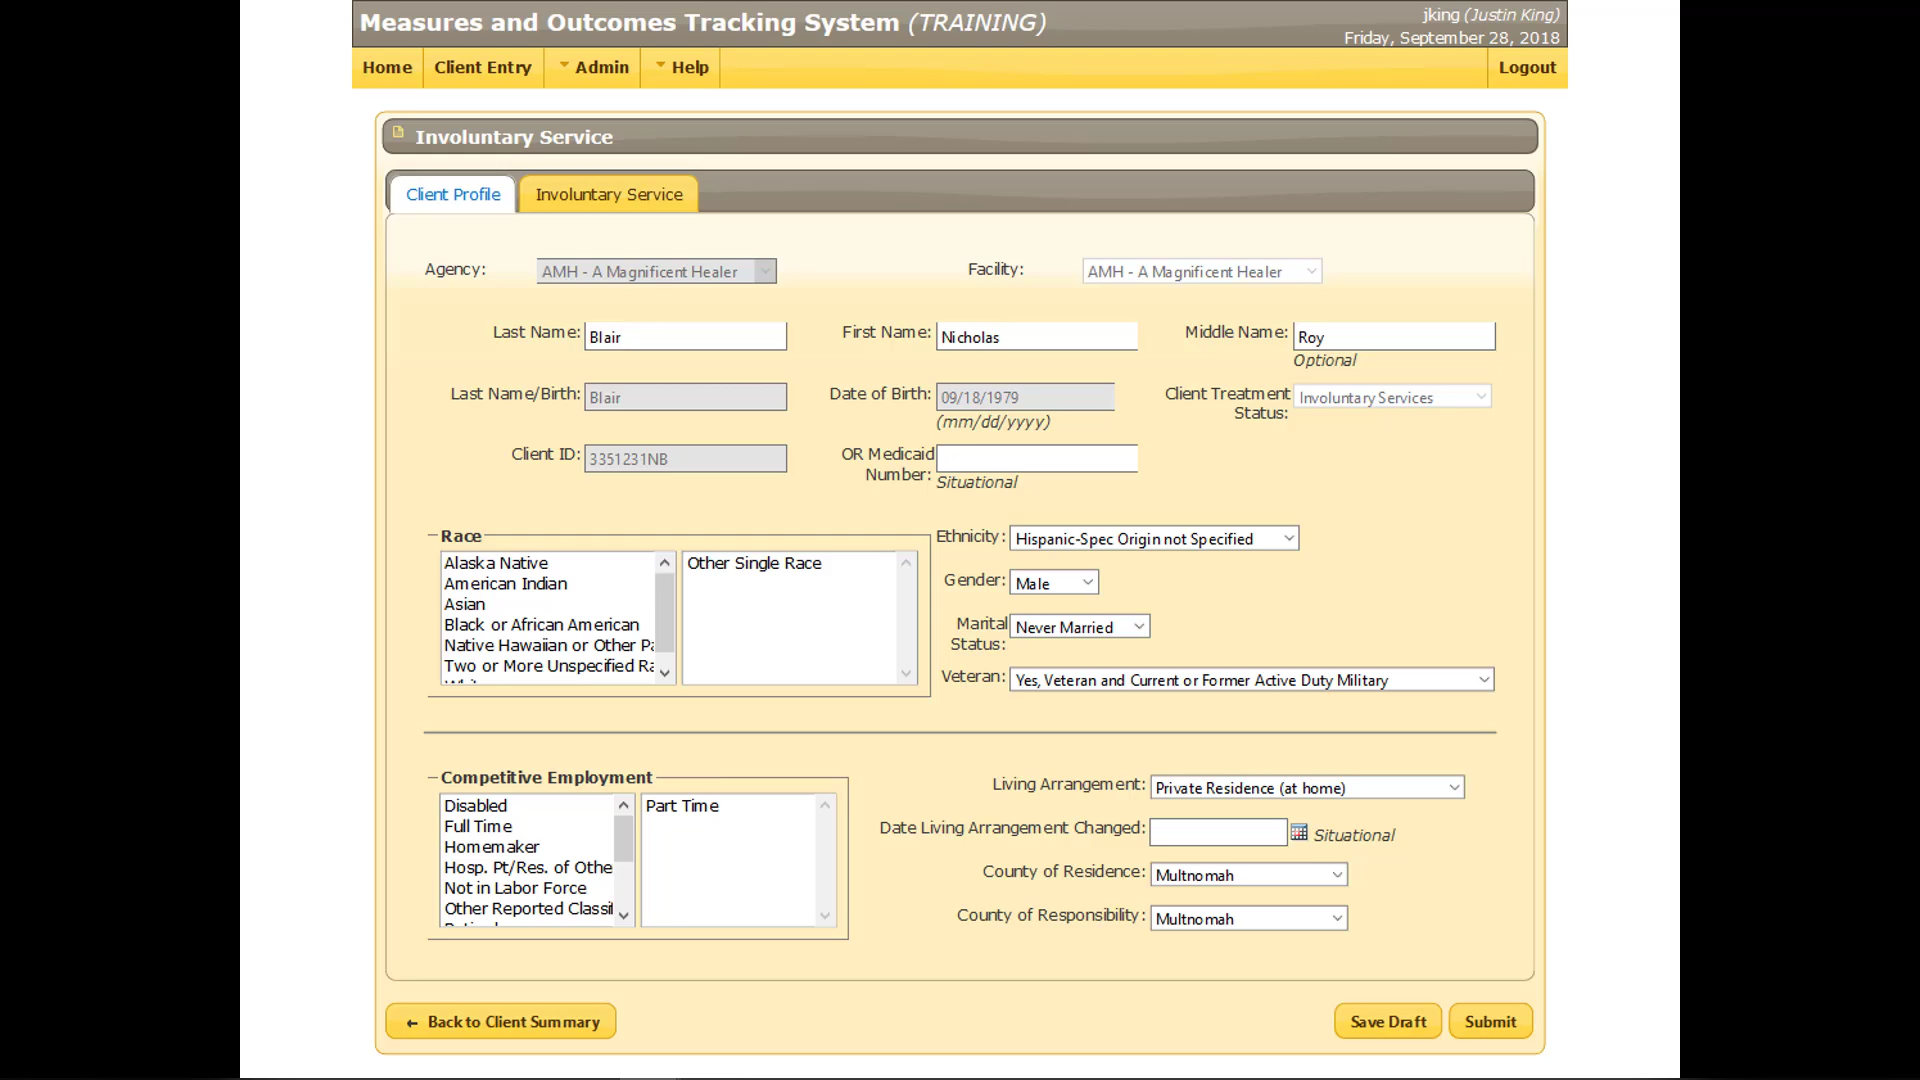 Measures and Outcomes Tracking System (TRAINING)
jking (Justin King)
Friday, September 28, 2018
Home Client Entry Admin Help Logout
Involuntary Service
Client Profile Involuntary Service
Agency: AMH - A Magnificent Healer Facility: AMH - A Magnificent Healer
Last Name: Blair First Name: Nicholas Middle Name: Roy
Optional
Last Name/Birth: Blair Date of Birth: 09/18/1979 Client Treatment Status: Involuntary Services
(mm/dd/yyyy)
Client ID: 3351231NB OR Medicaid Number:
Situational
Race
Alaska Native
American Indian
Asian
Black or African American
Native Hawaiian or Other Pa
Two or More Unspecified Ra
Other Single Race
Ethnicity: Hispanic-Spec Origin not Specified
Gender: Male
Marital Status: Never Married
Veteran: Yes, Veteran and Current or Former Active Duty Military
Competitive Employment
Disabled
Full Time
Homemaker
Hosp. Pt/Res. of Othe
Not in Labor Force
Other Reported Classif
Part Time
Living Arrangement: Private Residence (at home)
Date Living Arrangement Changed: Situational
County of Residence: Multnomah
County of Responsibility: Multnomah
← Back to Client Summary Save Draft Submit